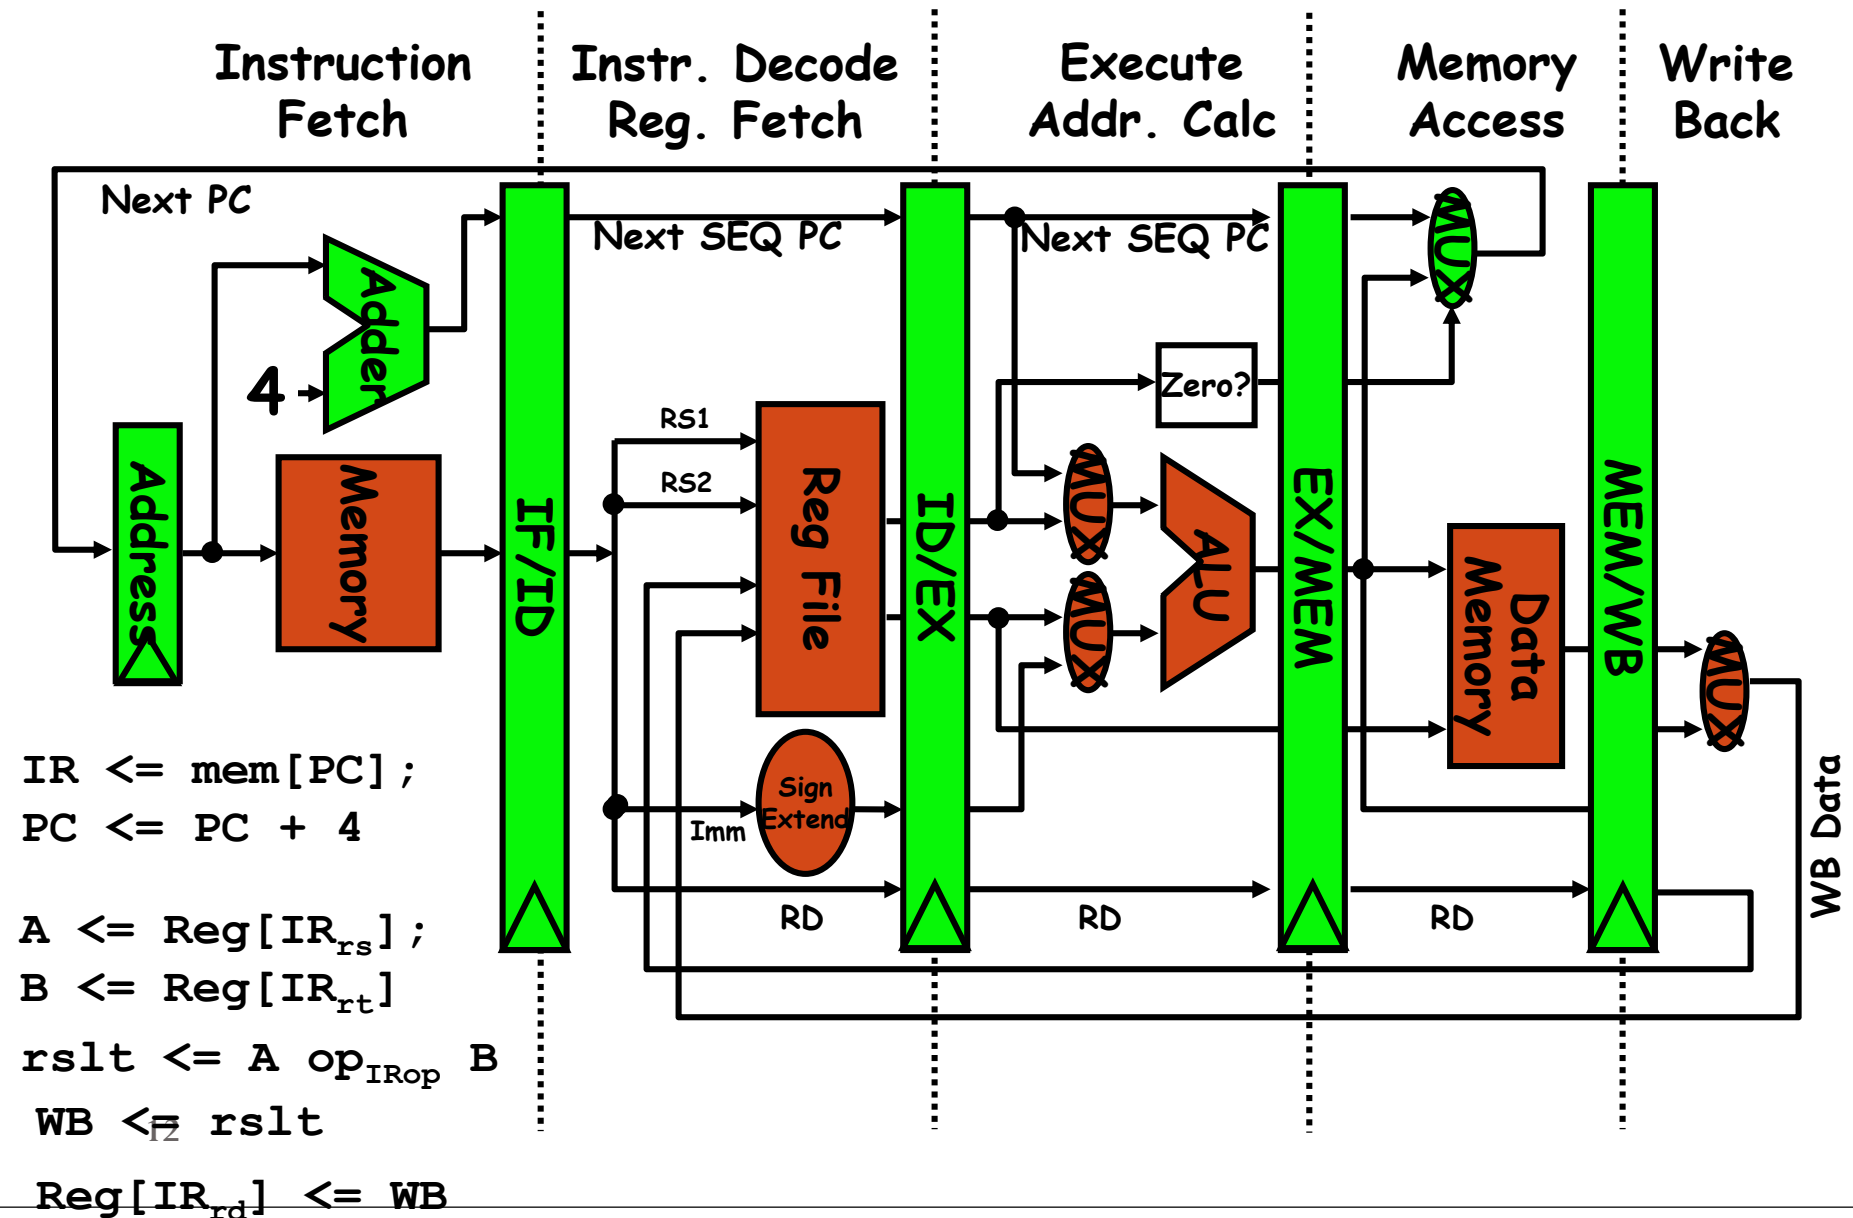 Instruction
Fetch
Instr. Decode
Reg. Fetch
Execute
Addr. Calc
Memory
Access
Write
Back
Next PC
Next SEQ PC
Next SEQ PC
MUX
Adder
4
Zero?
RS1
RS2
Address
Memory
IF/ID
Reg File
ID/EX
MUX
MUX
ALU
EX/MEM
Data
Memory
MEM/WB
MUX
Sign
Extend
Imm
RD
RD
RD
WB Data
IR <= mem[PC];
PC <= PC + 4
A <= Reg[IRrs];
B <= Reg[IRrt]
rslt <= A opIRop B
WB <= rslt
12
Reg[IRrd] <= WB